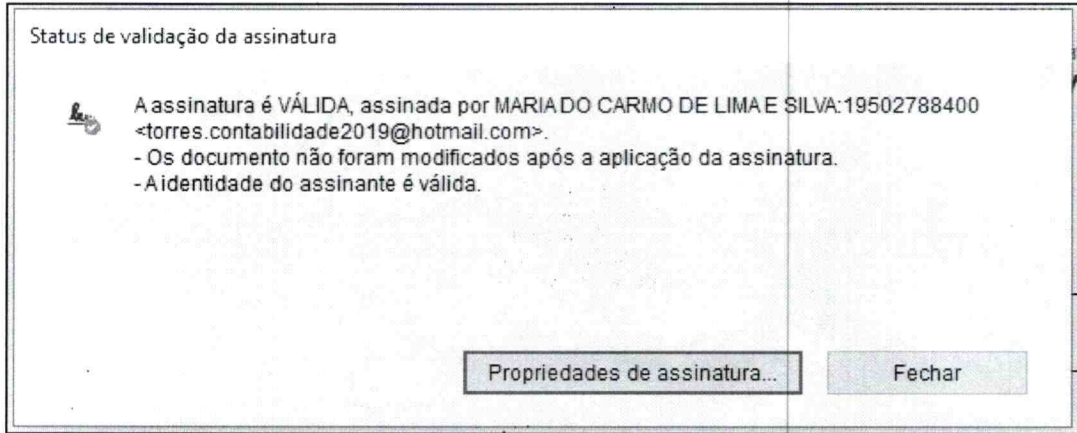 Status de validação da assinatura
A assinatura é VÁLIDA, assinada por MARIA DO CARMO DE LIMA E SILVA:19502788400
<torres.contabilidade2019@hotmail.com>.
- Os documento não foram modificados após a aplicação da assinatura.
- A identidade do assinante é válida.
Propriedades de assinatura...
Fechar